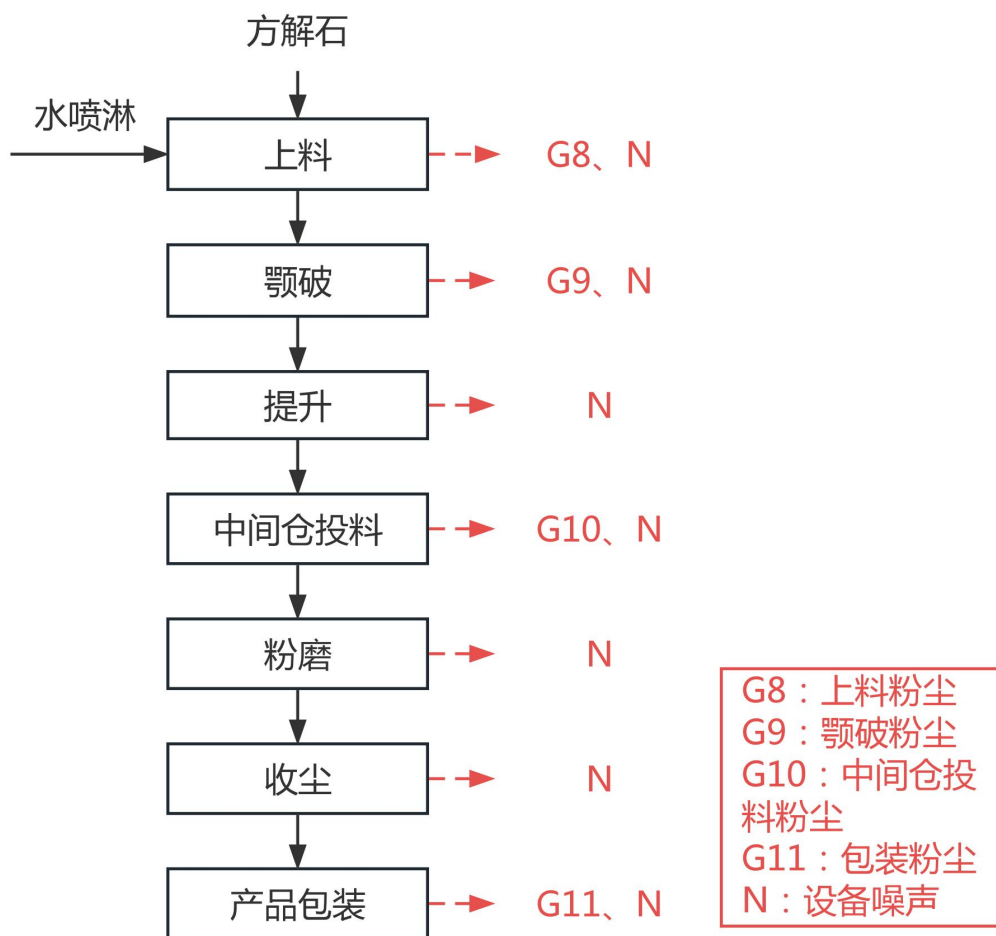 方解石
水喷淋
上料
G8、N
颚破
G9、N
提升
N
中间仓投料
G10、N
粉磨
N
收尘
N
产品包装
G11、N
G8：上料粉尘
G9：颚破粉尘
G10：中间仓投
料粉尘
G11：包装粉尘
N：设备噪声